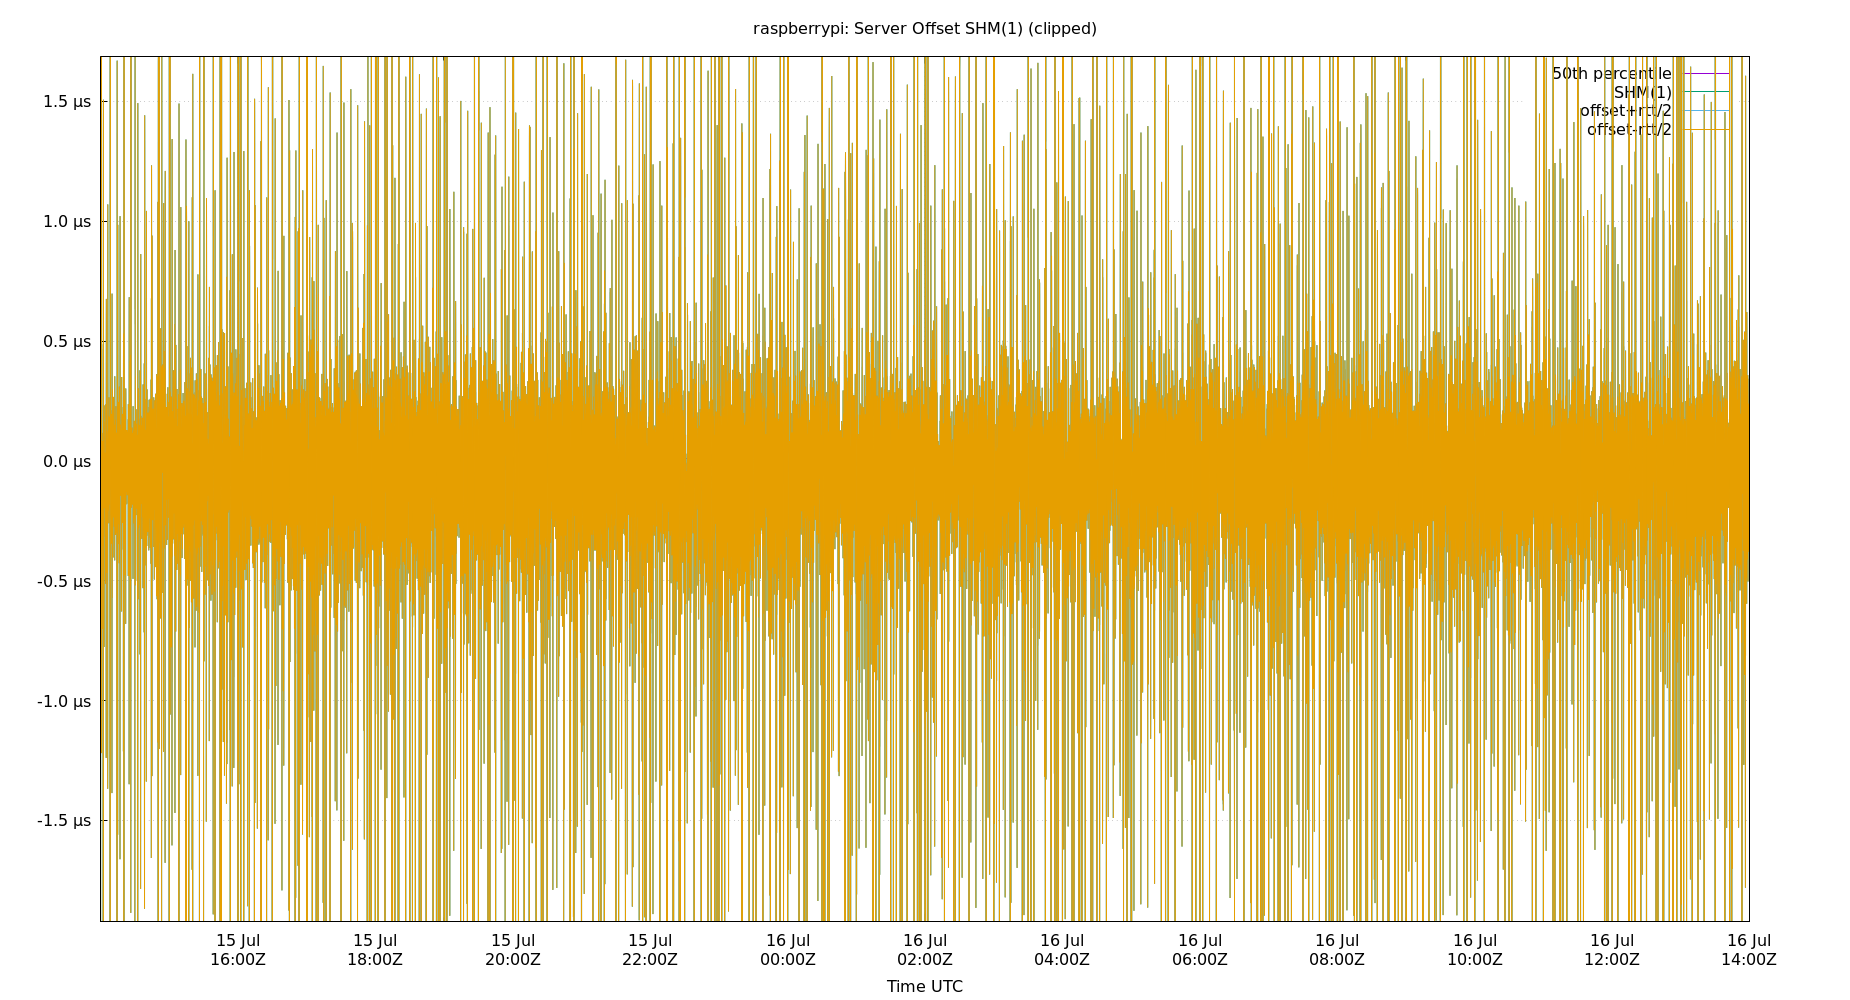 raspberrypi: Server Offset SHM(1) (clipped)
50th percentile
SHM(1)
offset+rtt/2
offset-rtt/2
1.5 µs
1.0 µs
0.5 µs
0.0 µs
-0.5 µs
-1.0 µs
-1.5 µs
15 Jul 15 Jul 15 Jul 15 Jul 16 Jul 16 Jul 16 Jul 16 Jul 16 Jul 16 Jul 16 Jul 16 Jul
16:00Z 18:00Z 20:00Z 22:00Z 00:00Z 02:00Z 04:00Z 06:00Z 08:00Z 10:00Z 12:00Z 14:00Z
Time UTC